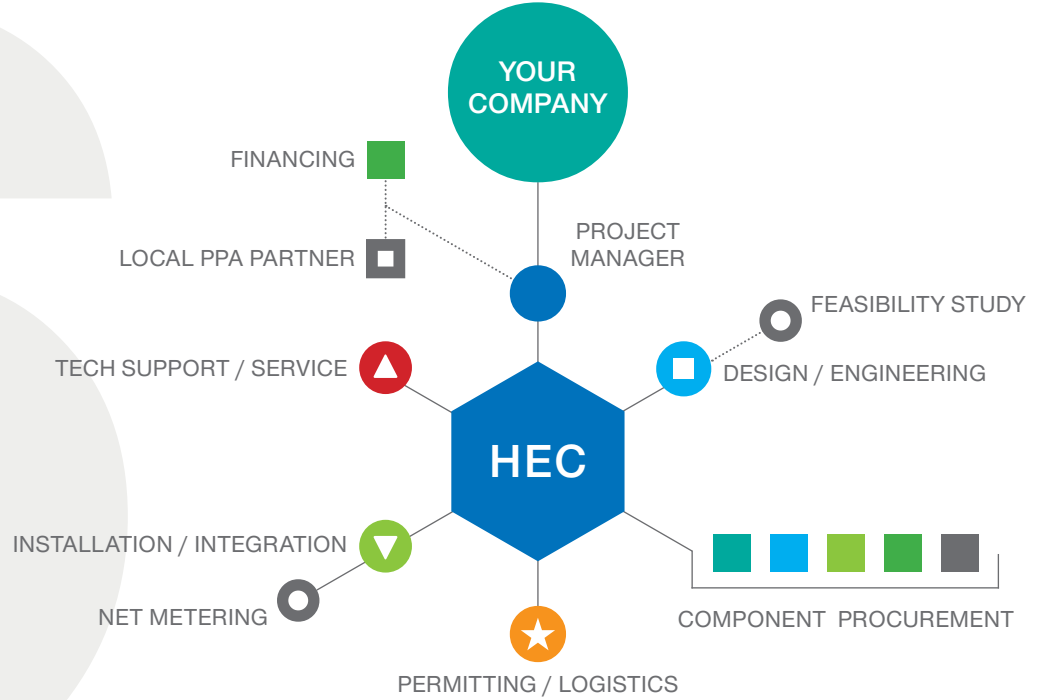 YOUR
COMPANY
FINANCING
PROJECT
MANAGER
LOCAL PPA PARTNER
FEASIBILITY STUDY
TECH SUPPORT / SERVICE
DESIGN / ENGINEERING
HEC
INSTALLATION / INTEGRATION
NET METERING
COMPONENT PROCUREMENT
PERMITTING / LOGISTICS